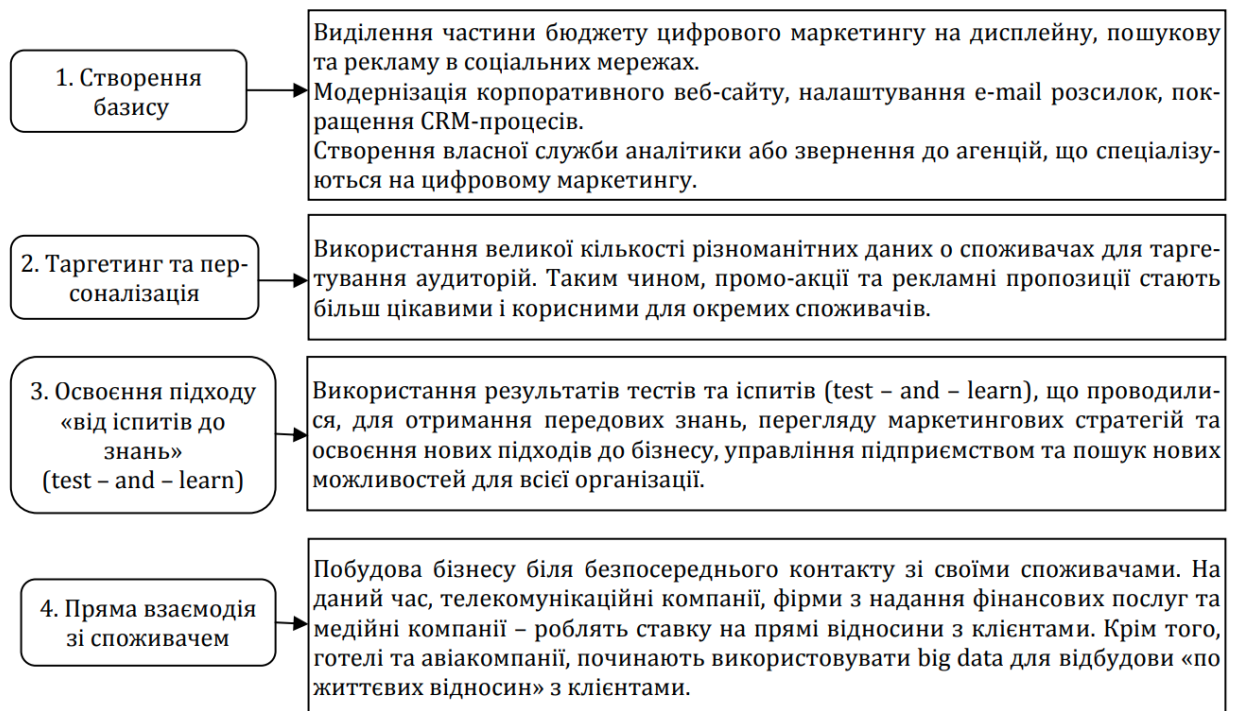 1. Створення
базису
Виділення частини бюджету цифрового маркетингу на дисплейну, пошукову
та рекламу в соціальних мережах.
Модернізація корпоративного веб-сайту, налаштування e-mail розсилок, пок-
ращення CRM-процесів.
Створення власної служби аналітики або звернення до агенцій, що спеціалізу-
ються на цифровому маркетингу.
2. Таргетинг та пер-
соналізація
Використання великої кількості різноманітних даних о споживачах для тарге-
тування аудиторій. Таким чином, промо-акції та рекламні пропозиції стають
більш цікавими і корисними для окремих споживачів.
3. Освоєння підходу
«від іспитів до
знань»
(test – and – learn)
Використання результатів тестів та іспитів (test – and – learn), що проводили-
ся, для отримання передових знань, перегляду маркетингових стратегій та
освоєння нових підходів до бізнесу, управління підприємством та пошук нових
можливостей для всієї організації.
4. Пряма взаємодія
зі споживачем
Побудова бізнесу біля безпосереднього контакту зі своїми споживачами. На
даний час, телекомунікаційні компанії, фірми з надання фінансових послуг та
медійні компанії – роблять ставку на прямі відносини з клієнтами. Крім того,
готелі та авіакомпанії, починають використовувати big data для відбудови «по
життєвих відносин» з клієнтами.